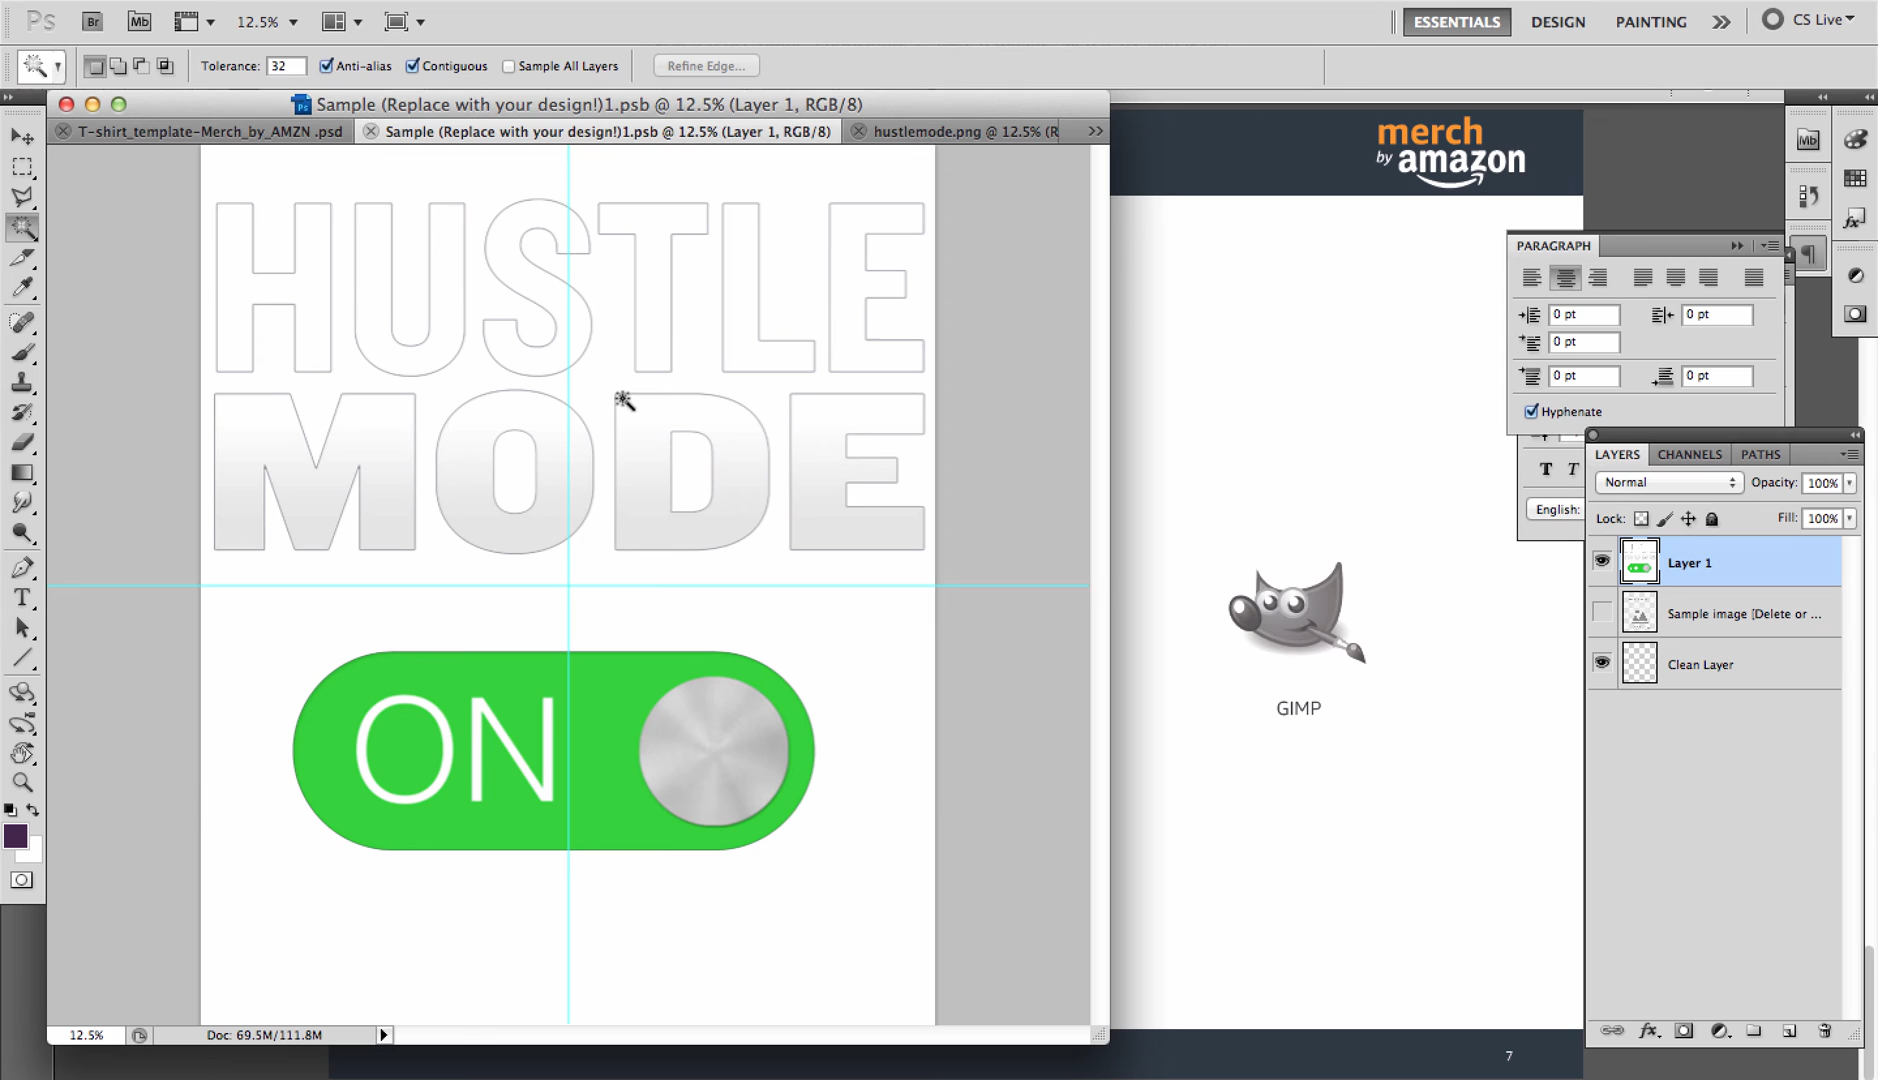 Ps Br Mb 12.5% ESSENTIALS DESIGN PAINTING CS Live
Tolerance: 32 Anti-alias Contiguous Sample All Layers Refine Edge...
Sample (Replace with your design!)1.psb @ 12.5% (Layer 1, RGB/8)
T-shirt_template-Merch_by_AMZN .psd Sample (Replace with your design!)1.psb @ 12.5% (Layer 1, RGB/8) hustlemode.png @ 12.5% (R
merch
by amazon
Mb
HUSTLE
MODE
ON
PARAGRAPH
0 pt 0 pt
0 pt
0 pt 0 pt
Hyphenate
T T
English:
LAYERS CHANNELS PATHS
Normal Opacity: 100%
Lock: Fill: 100%
Layer 1
Sample image [Delete or ...
Clean Layer
fx
GIMP
T
12.5% Doc: 69.5M/111.8M
7